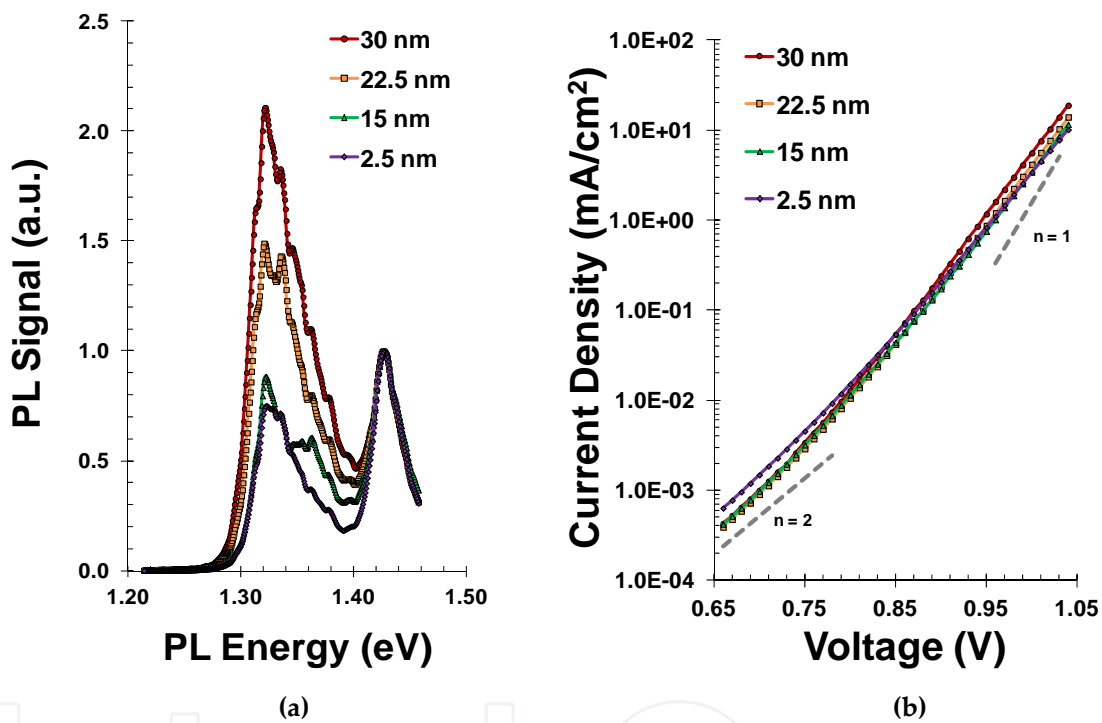 2.5
2.0
1.5
1.0
0.5
0.0
1.20
1.30
1.40
1.50
PL Signal (a.u.)
PL Energy (eV)
30 nm
22.5 nm
15 nm
2.5 nm
(a)
1.0E+02
1.0E+01
1.0E+00
1.0E-01
1.0E-02
1.0E-03
1.0E-04
0.65
0.75
0.85
0.95
1.05
Current Density (mA/cm²)
Voltage (V)
30 nm
22.5 nm
15 nm
2.5 nm
n = 1
n = 2
(b)